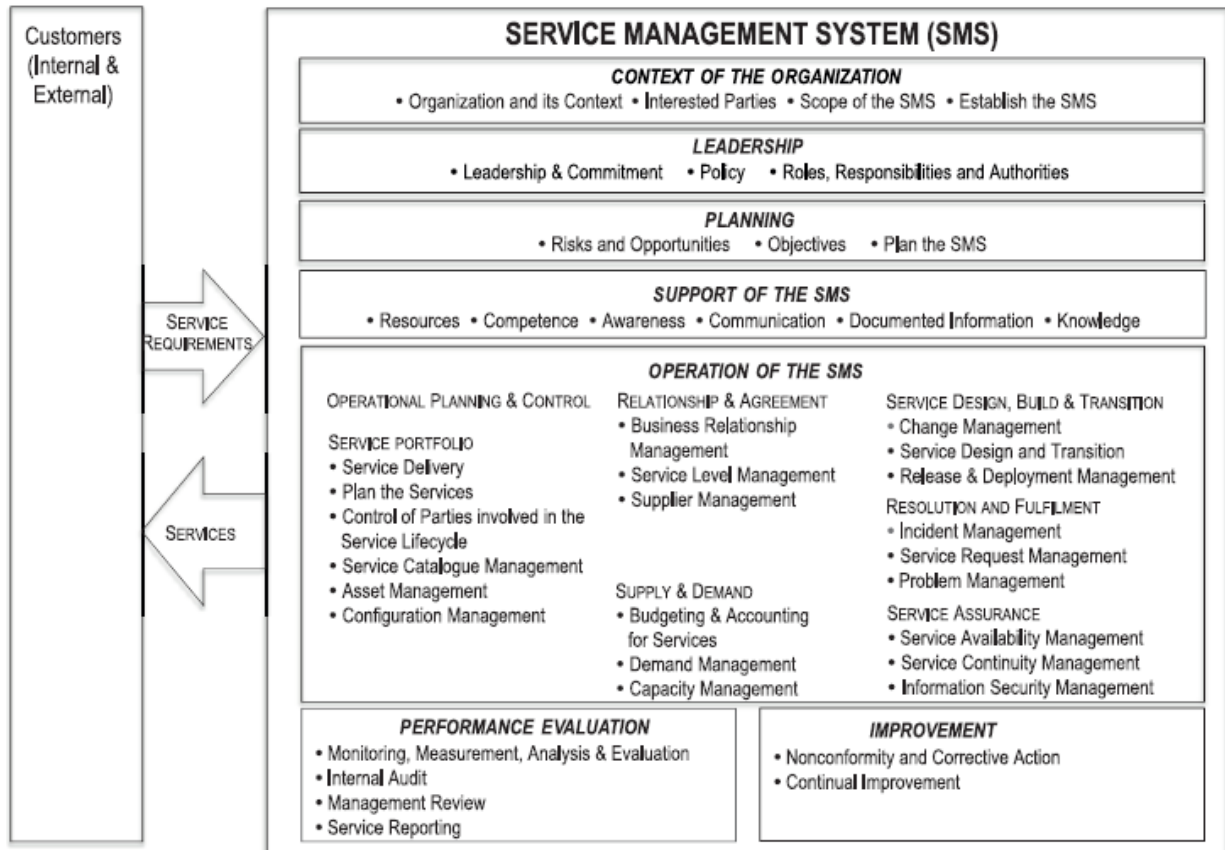 Customers
(Internal &
External)
SERVICE
REQUIREMENTS
SERVICES
SERVICE MANAGEMENT SYSTEM (SMS)
CONTEXT OF THE ORGANIZATION
• Organization and its Context • Interested Parties • Scope of the SMS • Establish the SMS
LEADERSHIP
• Leadership & Commitment • Policy • Roles, Responsibilities and Authorities
PLANNING
• Risks and Opportunities • Objectives • Plan the SMS
SUPPORT OF THE SMS
• Resources • Competence • Awareness • Communication • Documented Information • Knowledge
OPERATION OF THE SMS
OPERATIONAL PLANNING & CONTROL
SERVICE PORTFOLIO
• Service Delivery
• Plan the Services
• Control of Parties involved in the
Service Lifecycle
• Service Catalogue Management
• Asset Management
• Configuration Management
RELATIONSHIP & AGREEMENT
• Business Relationship
Management
• Service Level Management
• Supplier Management
SUPPLY & DEMAND
• Budgeting & Accounting
for Services
• Demand Management
• Capacity Management
SERVICE DESIGN, BUILD & TRANSITION
• Change Management
• Service Design and Transition
• Release & Deployment Management
RESOLUTION AND FULFILMENT
• Incident Management
• Service Request Management
• Problem Management
SERVICE ASSURANCE
• Service Availability Management
• Service Continuity Management
• Information Security Management
PERFORMANCE EVALUATION
• Monitoring, Measurement, Analysis & Evaluation
• Internal Audit
• Management Review
• Service Reporting
IMPROVEMENT
• Nonconformity and Corrective Action
• Continual Improvement